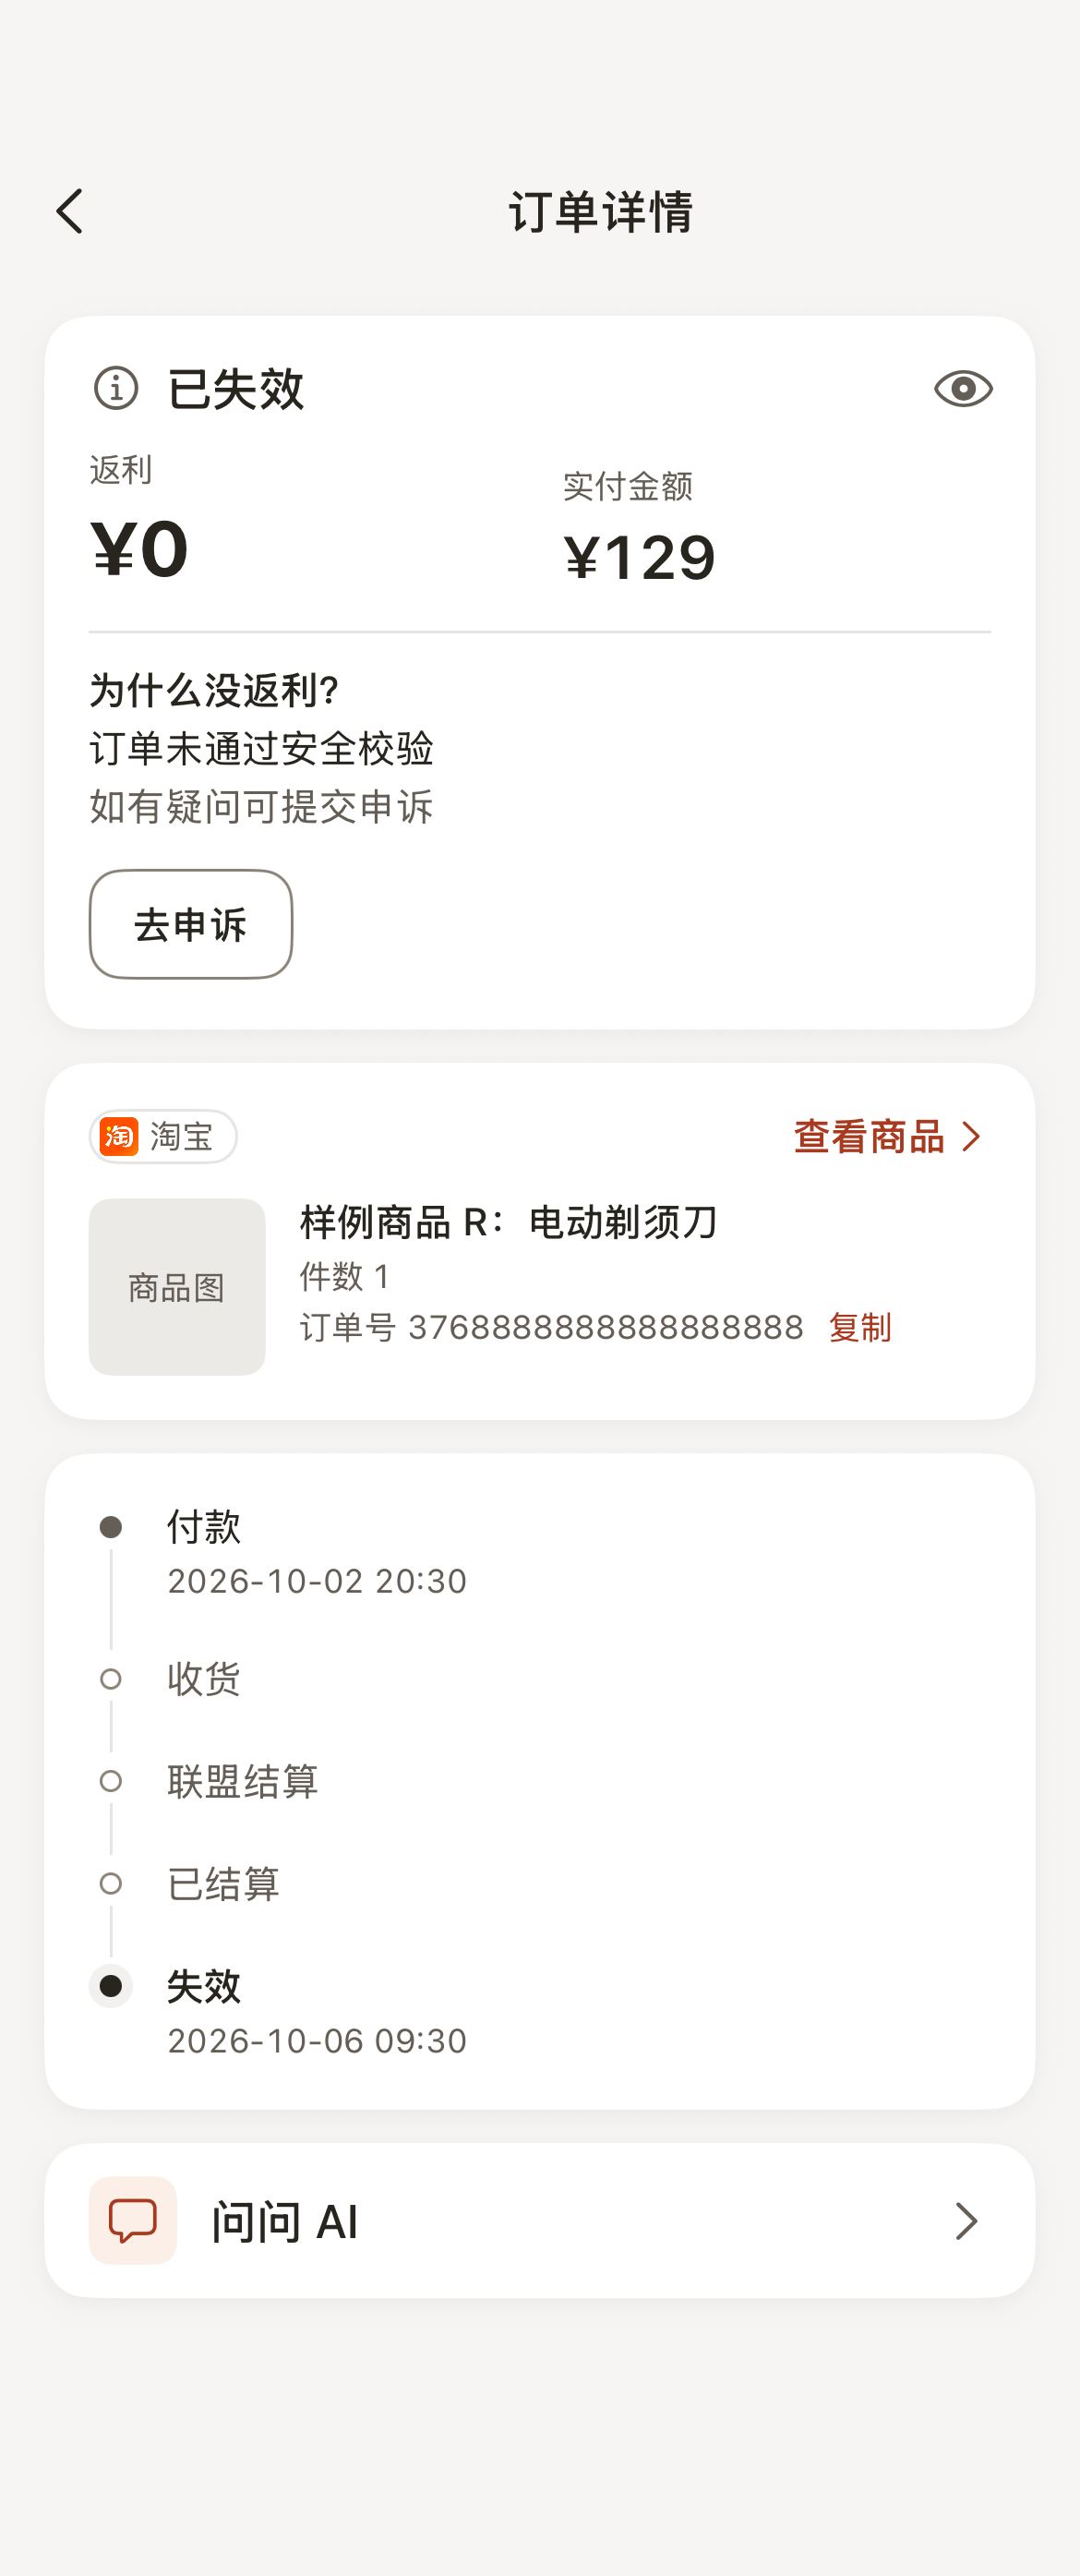 订单详情
已失效
返利
¥0
实付金额
¥129
为什么没返利?
订单未通过安全校验
如有疑问可提交申诉
去申诉
淘 淘宝
查看商品
商品图
样例商品 R：电动剃须刀
件数 1
订单号 3768888888888888888 复制
付款
2026-10-02 20:30
收货
联盟结算
已结算
失效
2026-10-06 09:30
问问 AI